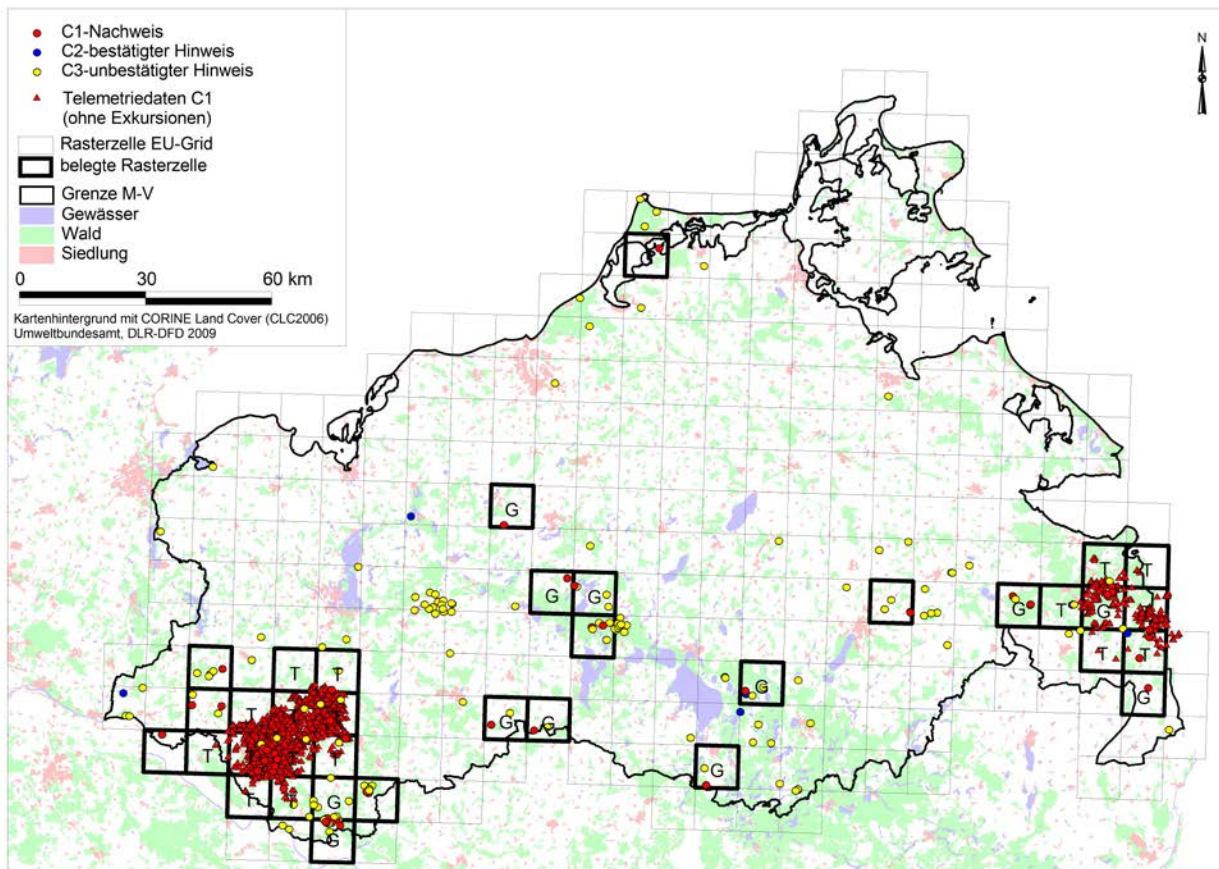 C1-Nachweis
C2-bestätigter Hinweis
C3-unbestätigter Hinweis
Telemetriedaten C1
(ohne Exkursionen)
Rasterzelle EU-Grid
belegte Rasterzelle
Grenze M-V
Gewässer
Wald
Siedlung
0 30 60 km
Kartenhintergrund mit CORINE Land Cover (CLC2006)
Umweltbundesamt, DLR-DFD 2009
N
G
G G
T T
G T G
T T
G
G
G G
G
T T
T
T T
T T G
G